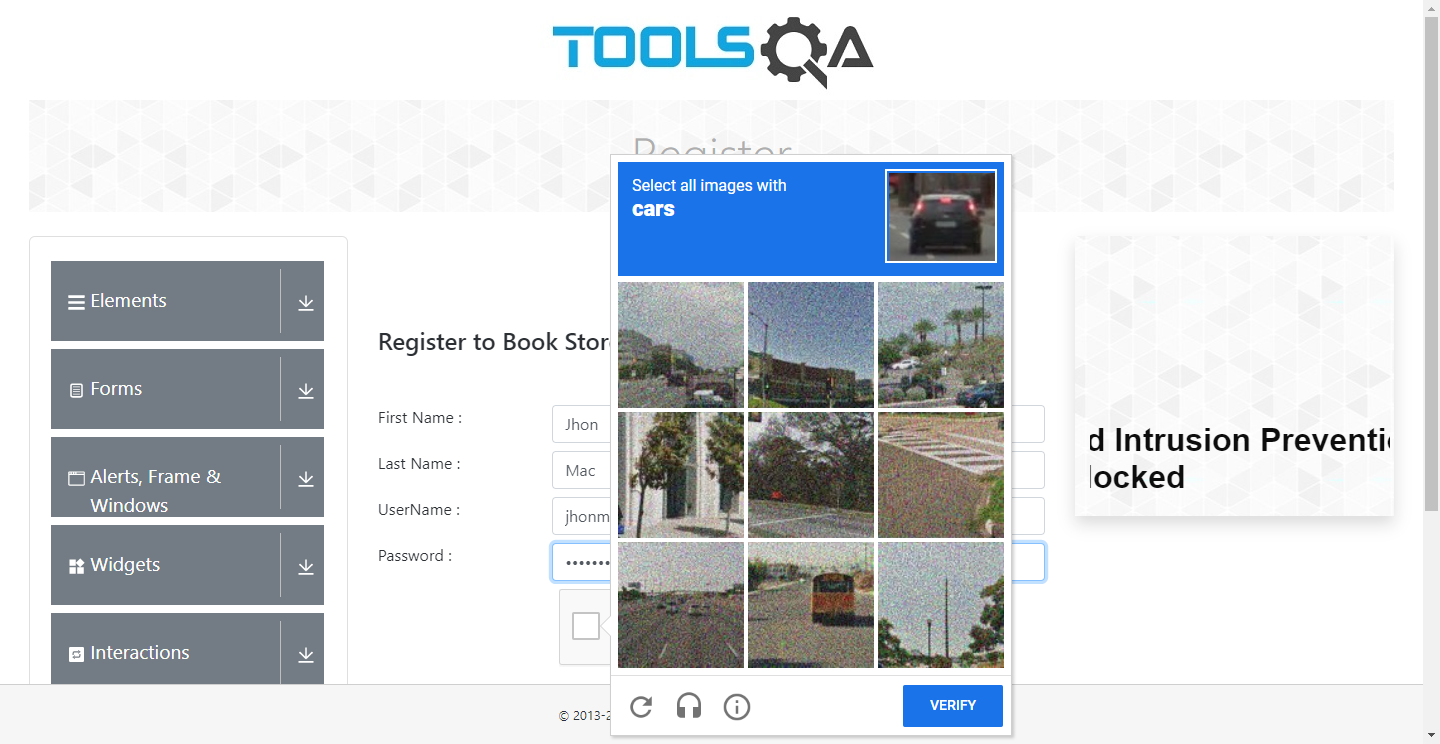 TOOLSQA
Register
Select all images with
cars
Elements
Forms
Alerts, Frame &
Windows
Widgets
Interactions
Register to Book Stor
First Name :
Jhon
Last Name :
Mac
UserName :
jhonm
Password :
•••••••
d Intrusion Preventi
locked
VERIFY
© 2013-2